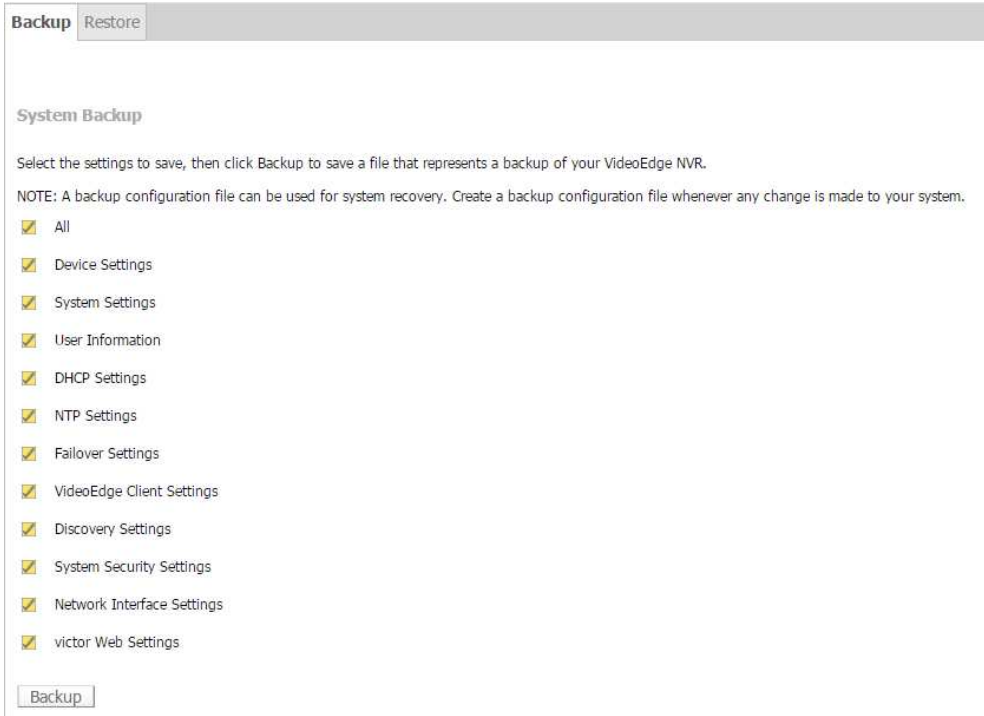 Backup Restore
System Backup
Select the settings to save, then click Backup to save a file that represents a backup of your VideoEdge NVR.
NOTE: A backup configuration file can be used for system recovery. Create a backup configuration file whenever any change is made to your system.
All
Device Settings
System Settings
User Information
DHCP Settings
NTP Settings
Failover Settings
VideoEdge Client Settings
Discovery Settings
System Security Settings
Network Interface Settings
victor Web Settings
Backup